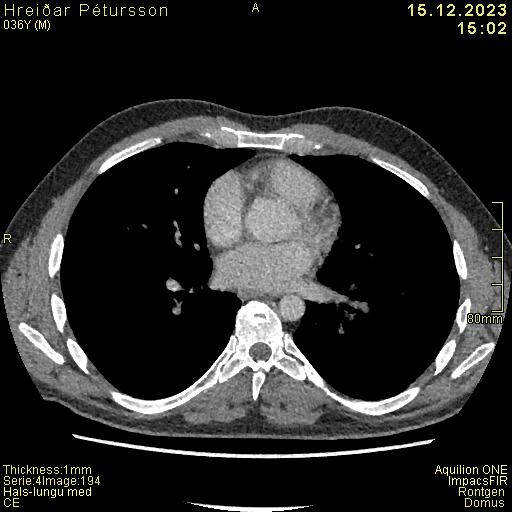 Hreiðar Pétursson
036Y (M)
A
15.12.2023
15:02
R
80mm
Thickness:1mm
Serie:4Image:194
Hals-lungu med
CE
Aquilion ONE
ImpacsFIR
Rontgen
Domus